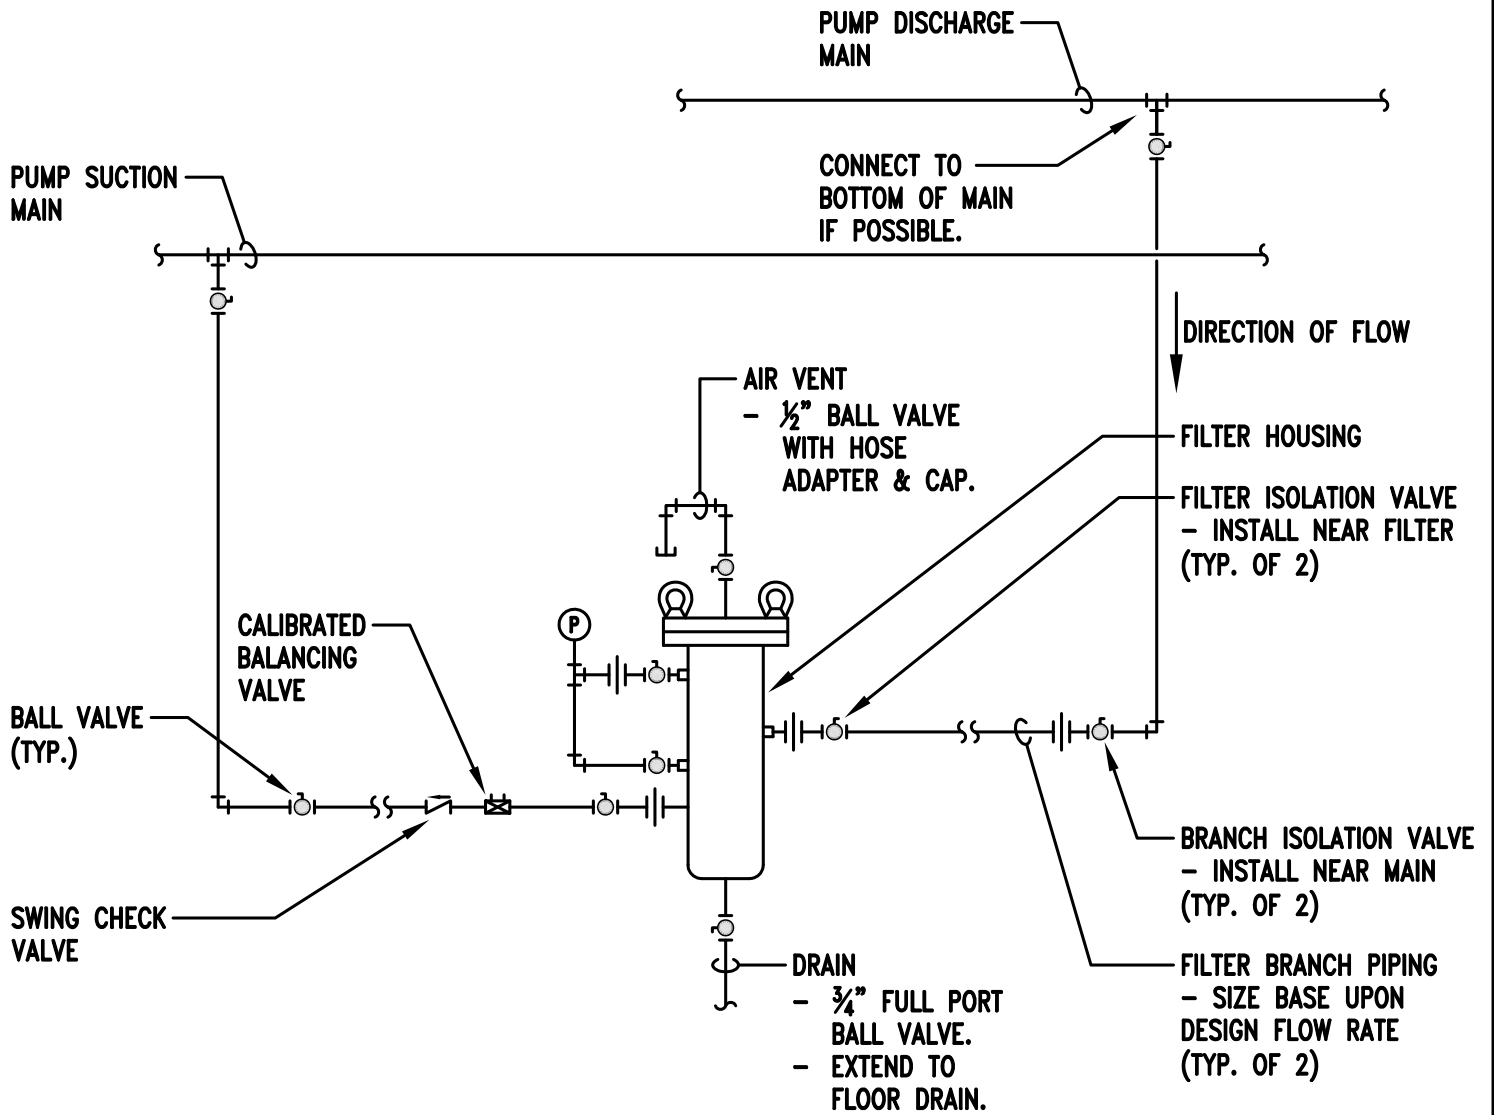 PUMP DISCHARGE
MAIN
PUMP SUCTION
MAIN
CONNECT TO
BOTTOM OF MAIN
IF POSSIBLE.
DIRECTION OF FLOW
AIR VENT
- ½" BALL VALVE
WITH HOSE
ADAPTER & CAP.
FILTER HOUSING
FILTER ISOLATION VALVE
- INSTALL NEAR FILTER
(TYP. OF 2)
CALIBRATED
BALANCING
VALVE
P
BALL VALVE
(TYP.)
SWING CHECK
VALVE
BRANCH ISOLATION VALVE
- INSTALL NEAR MAIN
(TYP. OF 2)
DRAIN
- ¾" FULL PORT
BALL VALVE.
- EXTEND TO
FLOOR DRAIN.
FILTER BRANCH PIPING
- SIZE BASE UPON
DESIGN FLOW RATE
(TYP. OF 2)